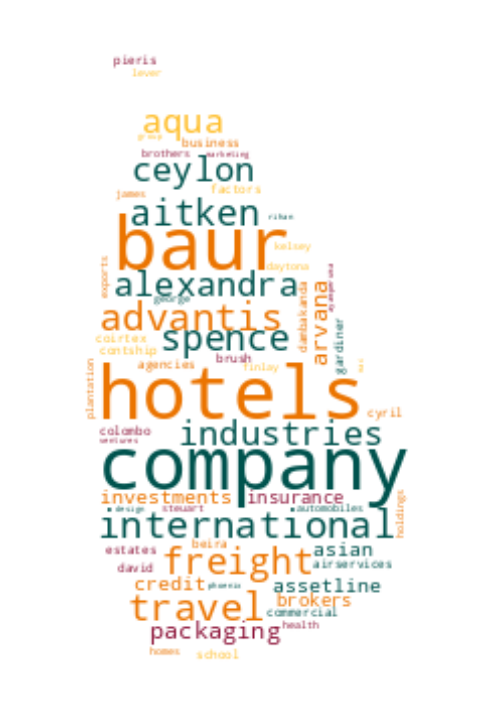 pieris
lever
aqua
group
business
brothers marketing
ceylon
james factors
aitken rihan
baur
kelsey
daytona
exports
alexandra
george
dambakanda
arvana
ayanperuma
advantis
gardiner
spence
coirtex
contship
brush
agencies finlay
plantation
hotels
cyril
colombo industries
ventures
company
investments insurance
holdings
design steuart automobiles
international
beira
estates freight asian
david airservices
credit phoenix assetline
travel brokers
commercial
packaging health
homes school